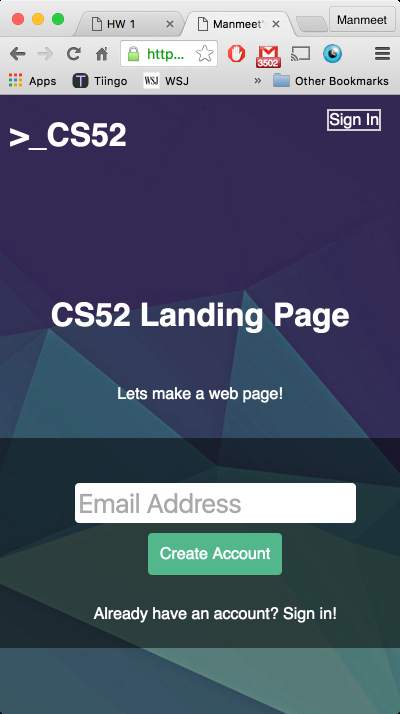 Manmeet
HW 1
Manmeet'
http...
3502
Apps
Tiingo
WSJ
WSJ
»
Other Bookmarks
>_CS52
Sign In
CS52 Landing Page
Lets make a web page!
Email Address
Create Account
Already have an account? Sign in!